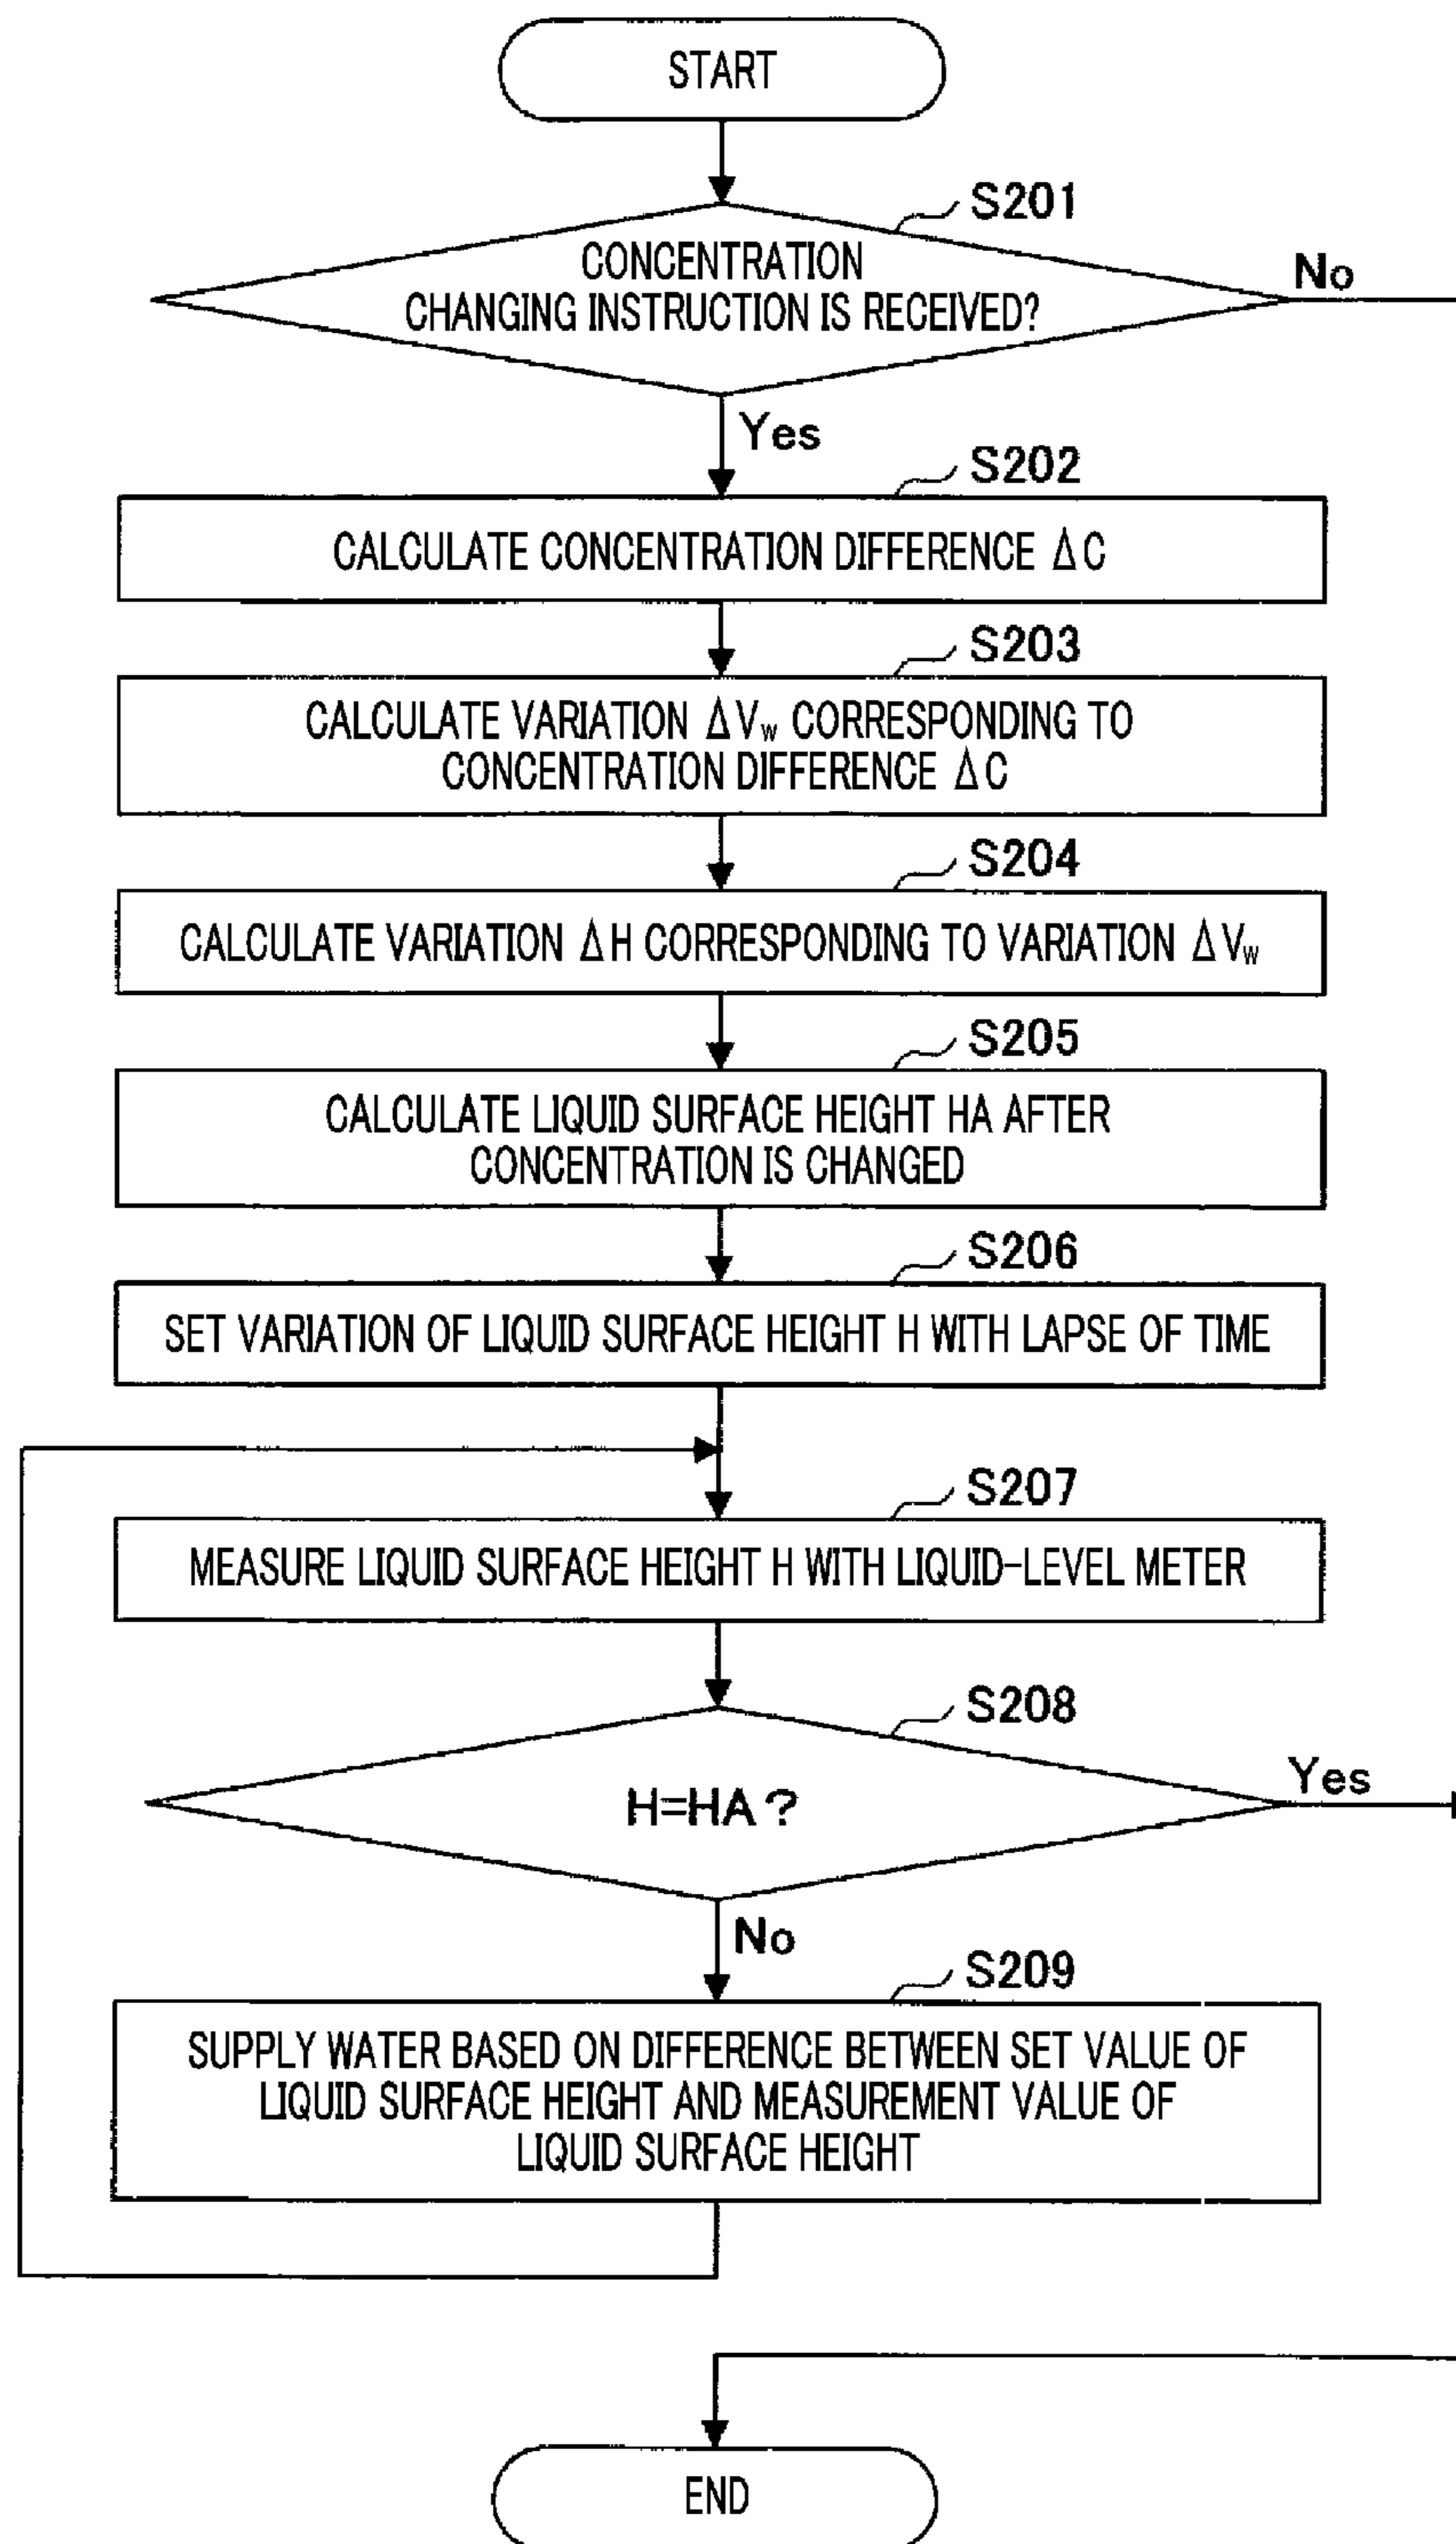 START
S201
CONCENTRATION
CHANGING INSTRUCTION IS RECEIVED?
No
Yes
S202
CALCULATE CONCENTRATION DIFFERENCE ΔC
S203
CALCULATE VARIATION ΔVw CORRESPONDING TO
CONCENTRATION DIFFERENCE ΔC
S204
CALCULATE VARIATION ΔH CORRESPONDING TO VARIATION ΔVw
S205
CALCULATE LIQUID SURFACE HEIGHT HA AFTER
CONCENTRATION IS CHANGED
S206
SET VARIATION OF LIQUID SURFACE HEIGHT H WITH LAPSE OF TIME
S207
MEASURE LIQUID SURFACE HEIGHT H WITH LIQUID-LEVEL METER
S208
H=HA?
Yes
No
S209
SUPPLY WATER BASED ON DIFFERENCE BETWEEN SET VALUE OF
LIQUID SURFACE HEIGHT AND MEASUREMENT VALUE OF
LIQUID SURFACE HEIGHT
END